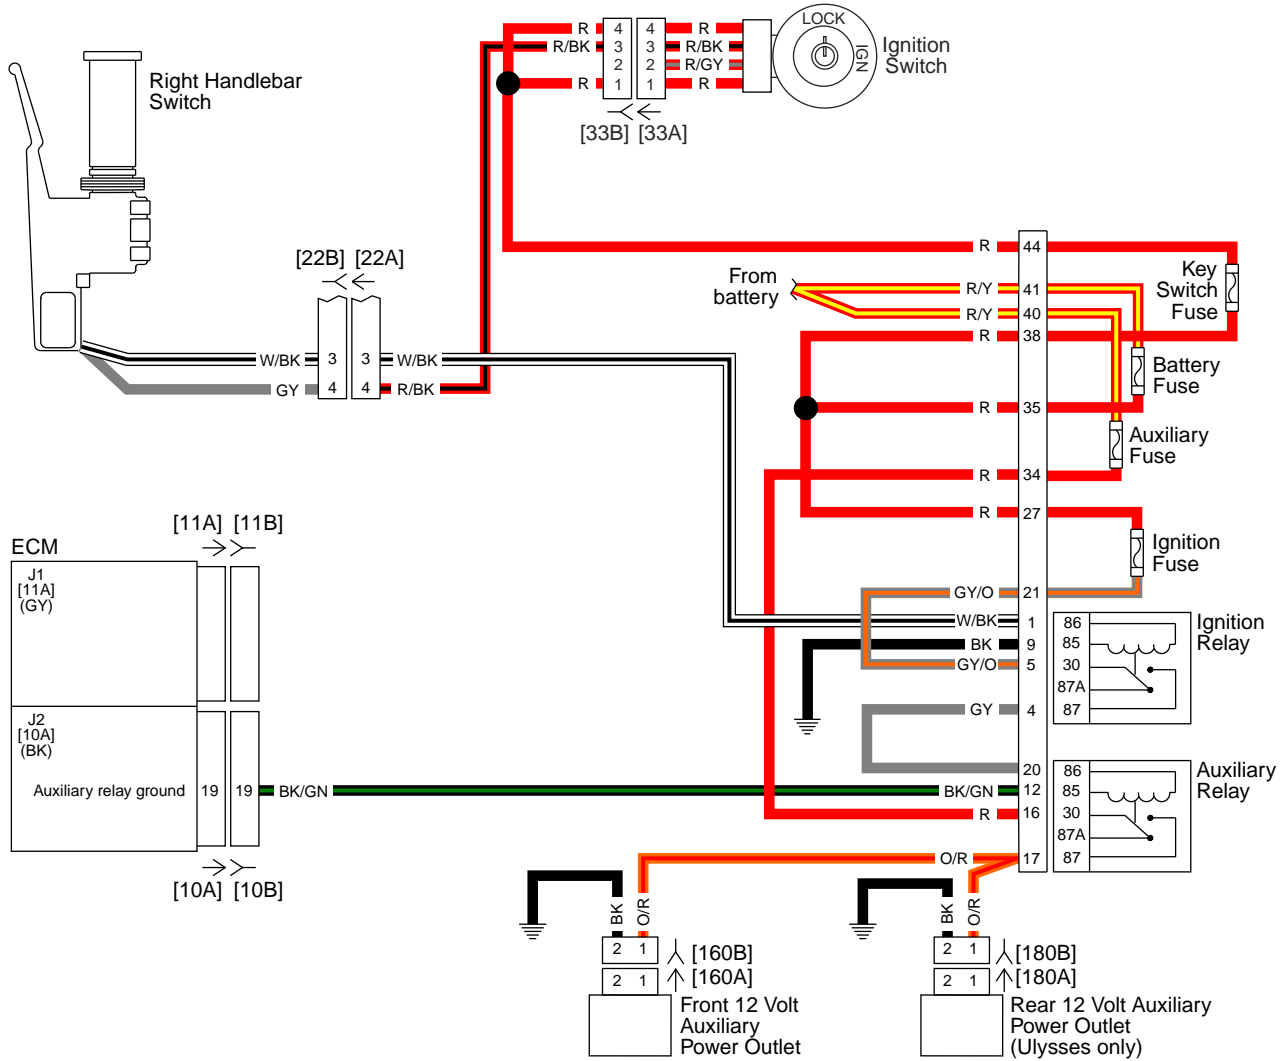 R 4 4 R
R/BK 3 3 R/BK
2 2 R/GY
R 1 1 R
LOCK
IGN
Ignition
Switch
[33B] [33A]
Right Handlebar
Switch
[22B] [22A]
W/BK 3 3 W/BK
GY 4 4 R/BK
R 44
From
battery
R/Y 41
R/Y 40
R 38
Key
Switch
Fuse
Battery
Fuse
R 35
Auxiliary
Fuse
R 34
R 27
Ignition
Fuse
GY/O 21
W/BK 1
BK 9
GY/O 5
GY 4
86
85
30
87A
87
Ignition
Relay
20
BK/GN 12
R 16
O/R 17
86
85
30
87A
87
Auxiliary
Relay
[11A] [11B]
ECM
J1
[11A]
(GY)
J2
[10A]
(BK)
Auxiliary relay ground 19 19 BK/GN
[10A] [10B]
BK O/R
2 1 [160B]
2 1 [160A]
Front 12 Volt
Auxiliary
Power Outlet
BK O/R
2 1 [180B]
2 1 [180A]
Rear 12 Volt Auxiliary
Power Outlet
(Ulysses only)